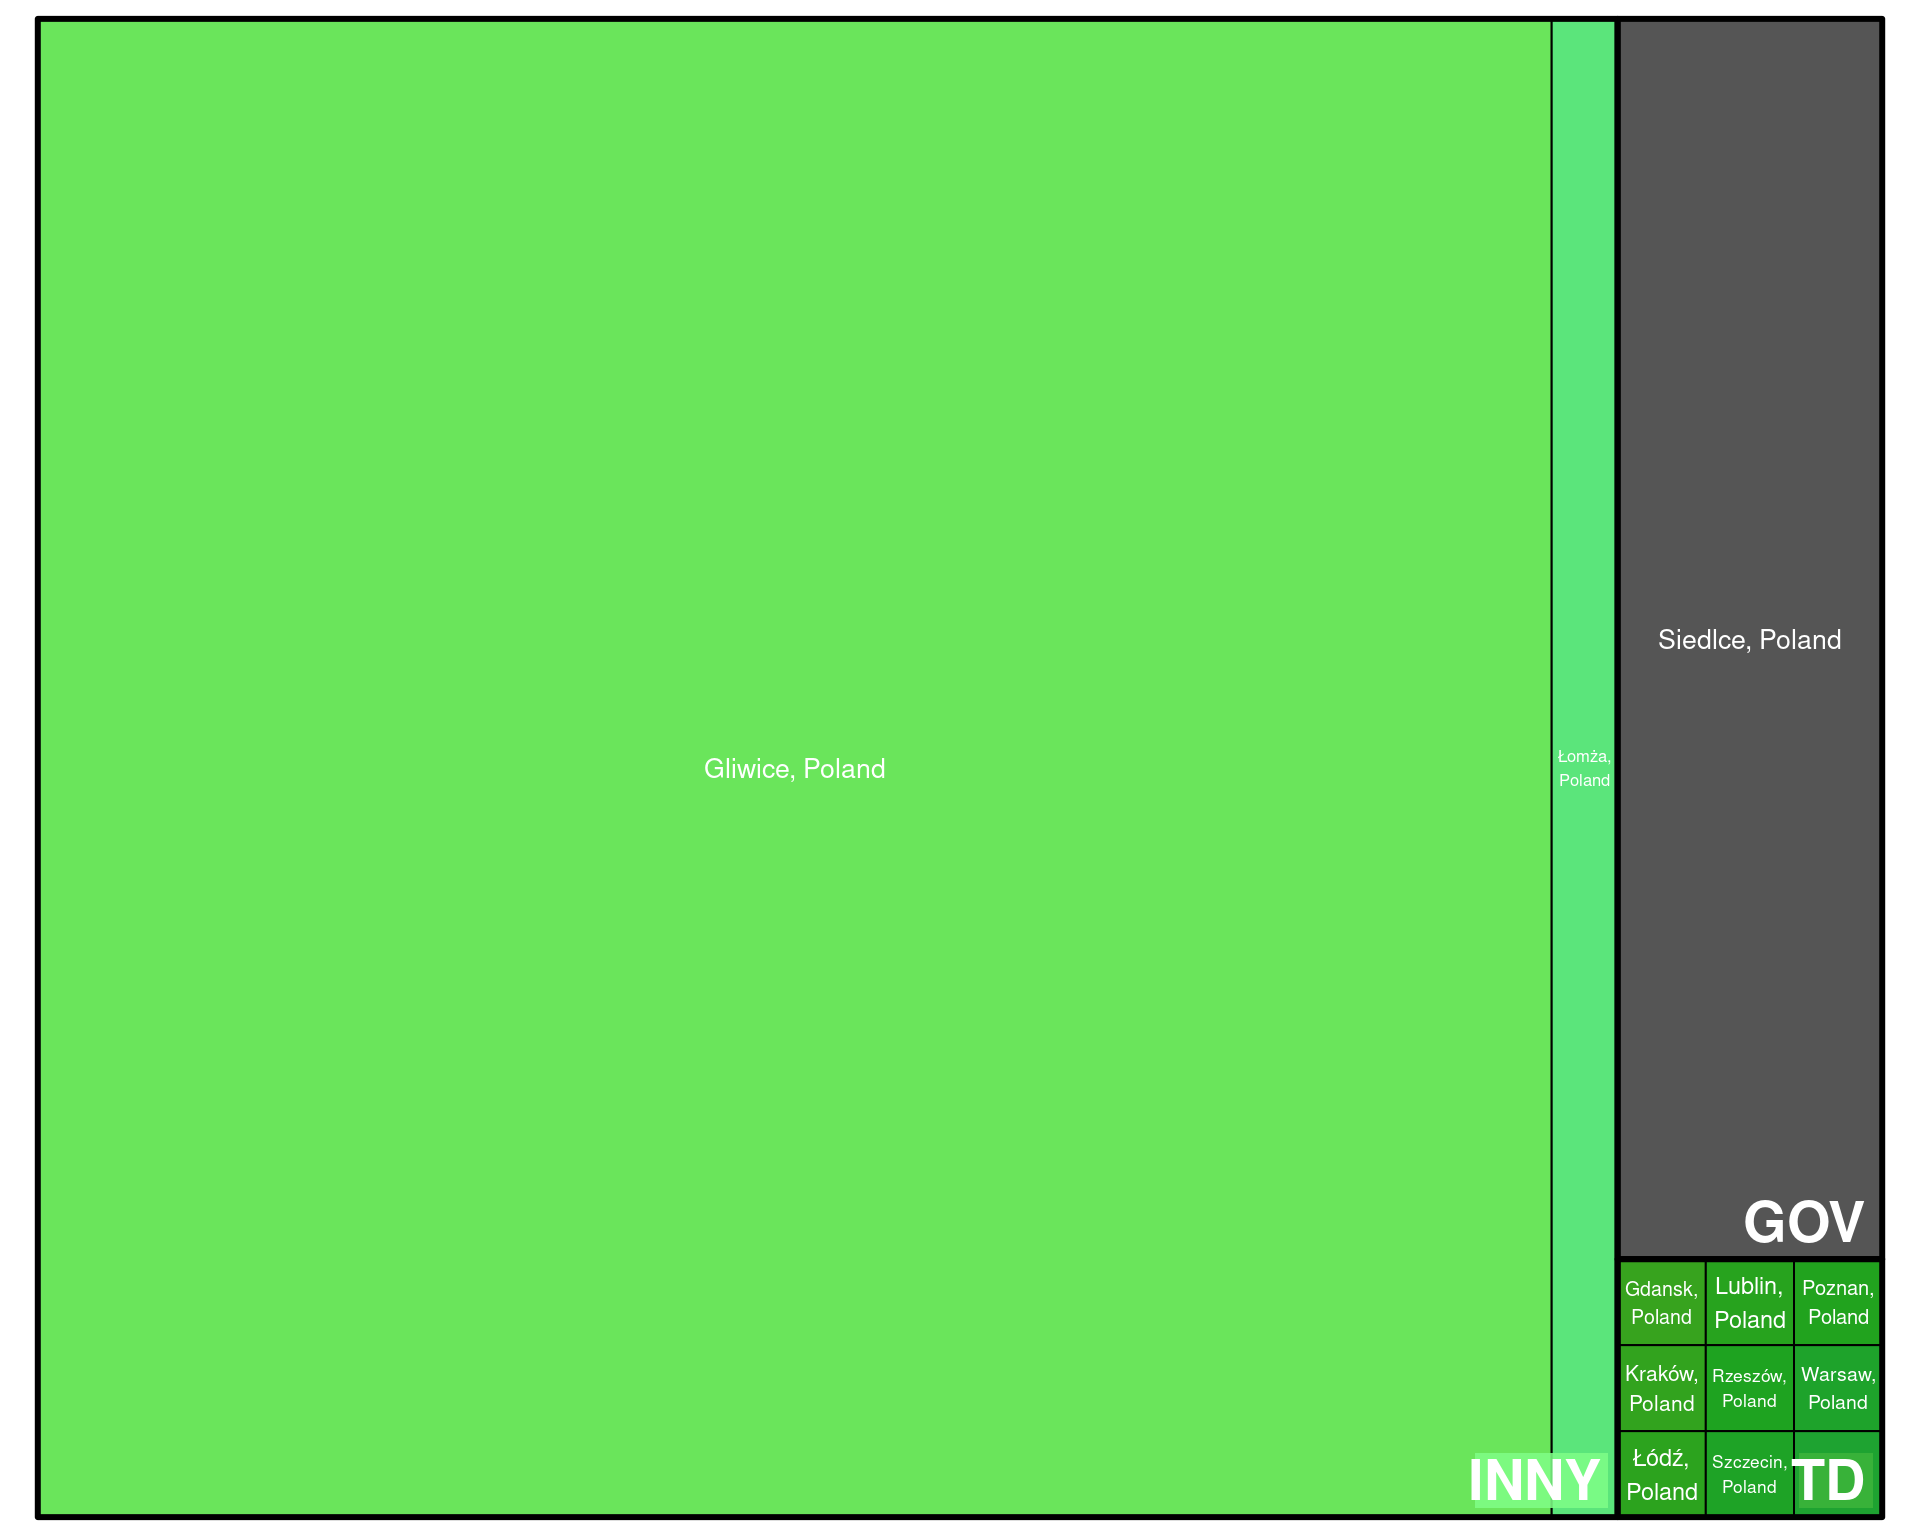 Gliwice, Poland
Łomża,
Poland
INNY
Siedlce, Poland
GOV
Gdansk,
Poland
Lublin,
Poland
Poznan,
Poland
Kraków,
Poland
Rzeszów,
Poland
Warsaw,
Poland
Łódź,
Poland
Szczecin,
Poland
TD